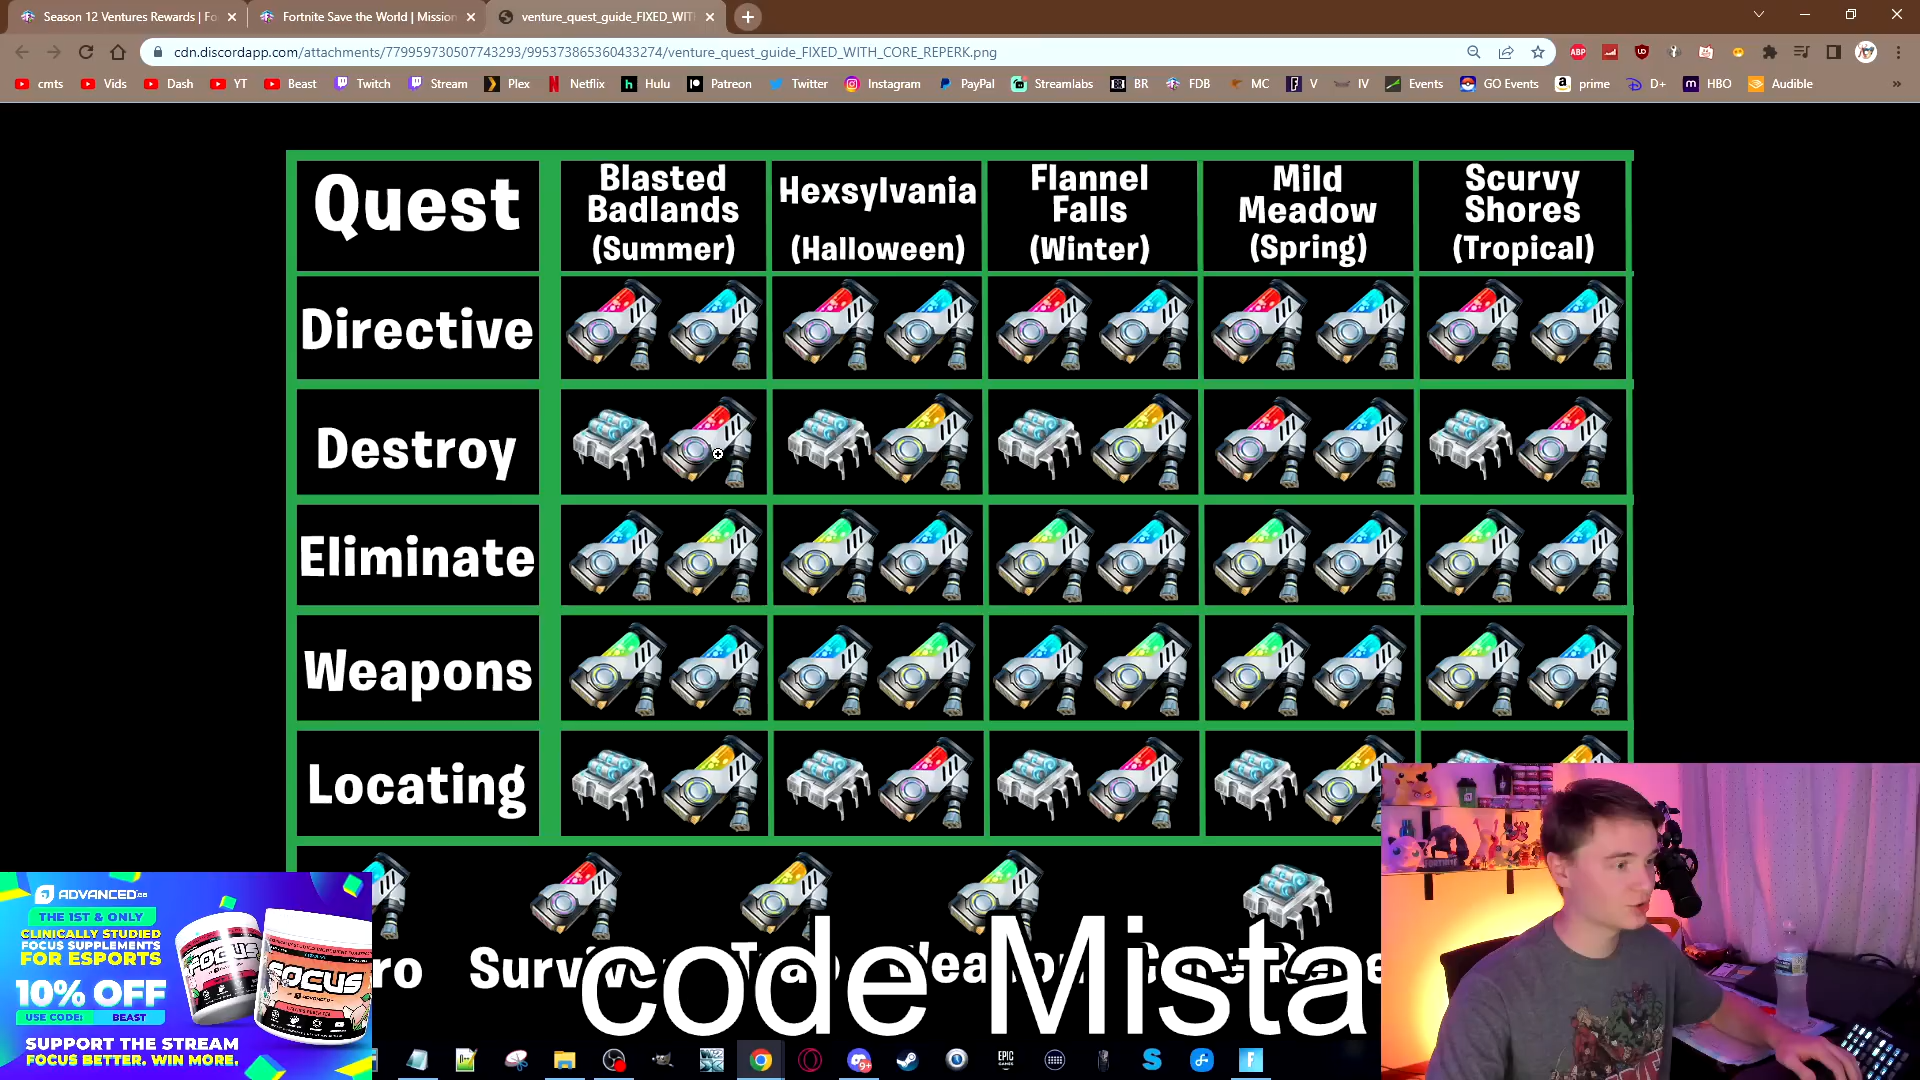 Season 12 Ventures Rewards | Fo
Fortnite Save the World | Mission
venture_quest_guide_FIXED_WIT
cdn.discordapp.com/attachments/779959730507743293/995373865360433274/venture_quest_guide_FIXED_WITH_CORE_REPERK.png
cmts Vids Dash YT Beast Twitch Stream Plex Netflix Hulu Patreon Twitter Instagram PayPal Streamlabs BR FDB MC V IV Events GO Events prime D+ HBO Audible
Quest
Blasted Badlands (Summer)
Hexsylvania (Halloween)
Flannel Falls (Winter)
Mild Meadow (Spring)
Scurvy Shores (Tropical)
Directive
Destroy
Eliminate
Weapons
Locating
code Mista
ADVANCED
THE 1ST & ONLY
CLINICALLY STUDIED
FOCUS SUPPLEMENTS
FOR ESPORTS
10% OFF
USE CODE: BEAST
SUPPORT THE STREAM
FOCUS BETTER. WIN MORE.
FOCUS
FOCUS
EPIC
GAMES